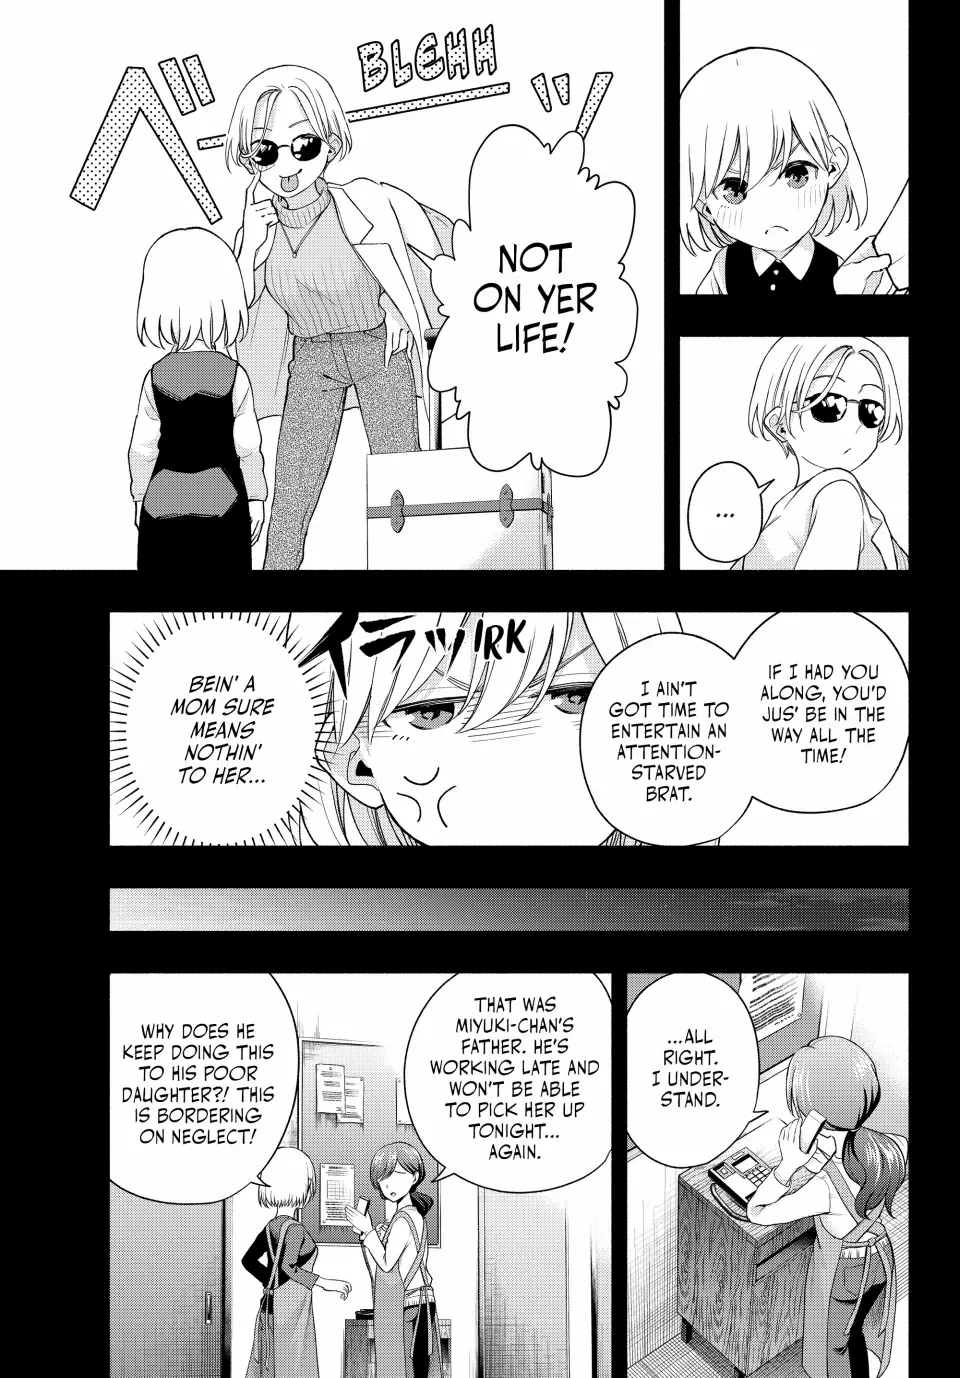 ...
BLEHH
べーッ
NOT
ON YER
LIFE!
IF I HAD YOU
ALONG, YOU'D
JUS' BE IN THE
WAY ALL THE
TIME!
I AIN'T
GOT TIME TO
ENTERTAIN AN
ATTENTION-
STARVED
BRAT.
イラッ
IRK
BEIN' A
MOM SURE
MEANS
NOTHIN'
TO HER...
...ALL
RIGHT.
I UNDER-
STAND.
THAT WAS
MIYUKI-CHAN'S
FATHER. HE'S
WORKING LATE AND
WON'T BE ABLE
TO PICK HER UP
TONIGHT...
AGAIN.
WHY DOES HE
KEEP DOING THIS
TO HIS POOR
DAUGHTER?! THIS
IS BORDERING
ON NEGLECT!